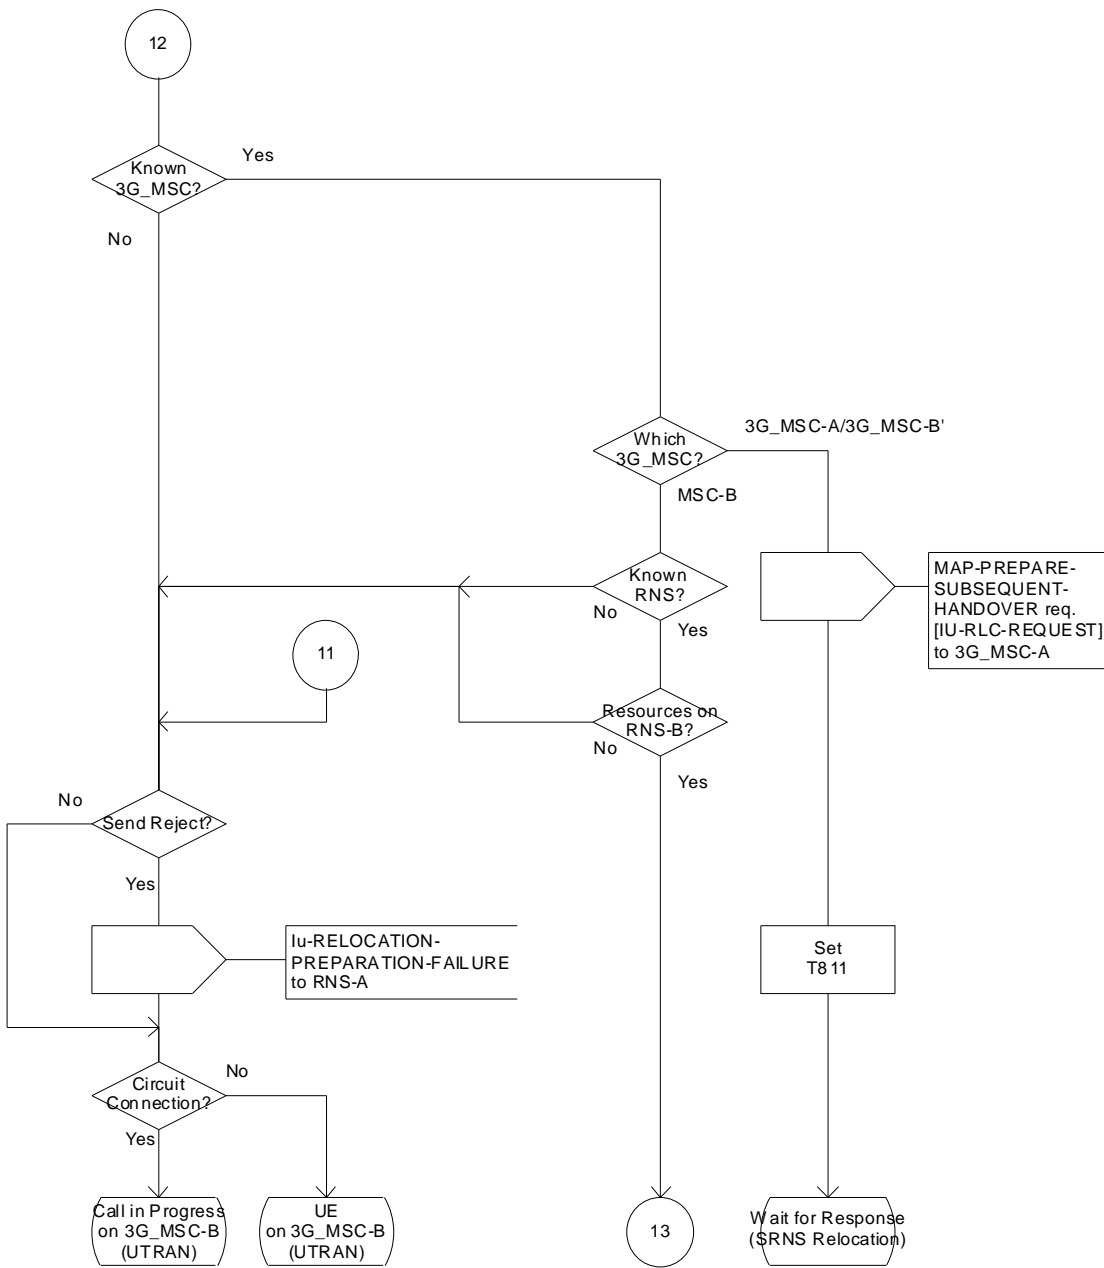 12
Known
3G_MSC?
Yes
No
Which
3G_MSC?
3G_MSC-A/3G_MSC-B'
MSC-B
Known
RNS?
No
Yes
MAP-PREPARE-
SUBSEQUENT-
HANDOVER req.
[IU-RLC-REQUEST]
to 3G_MSC-A
11
Resources on
RNS-B?
No
Yes
No
Send Reject?
Yes
Iu-RELOCATION-
PREPARATION-FAILURE
to RNS-A
Set
T811
Circuit
Connection?
No
Yes
Call in Progress
on 3G_MSC-B
(UTRAN)
UE
on 3G_MSC-B
(UTRAN)
13
Wait for Response
(SRNS Relocation)